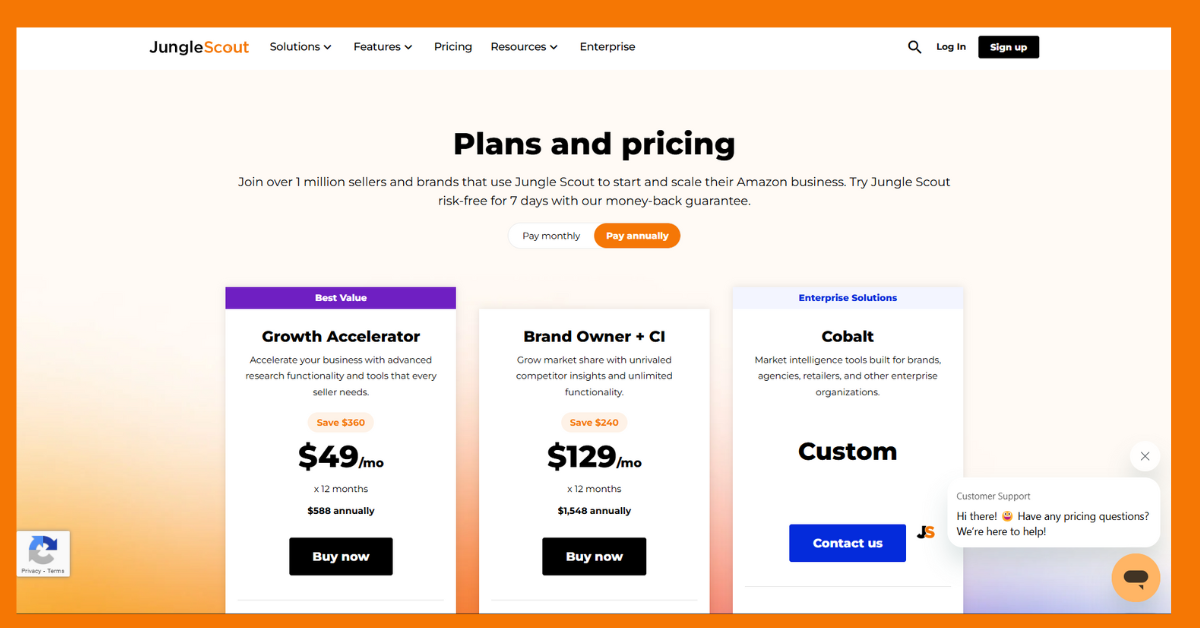 JungleScout
Solutions
Features
Pricing
Resources
Enterprise
Log In
Sign up
Plans and pricing
Join over 1 million sellers and brands that use Jungle Scout to start and scale their Amazon business. Try Jungle Scout
risk-free for 7 days with our money-back guarantee.
Pay monthly
Pay annually
Best Value
Growth Accelerator
Accelerate your business with advanced
research functionality and tools that every
seller needs.
Save $360
$49/mo
x 12 months
$588 annually
Buy now
Brand Owner + CI
Grow market share with unrivaled
competitor insights and unlimited
functionality.
Save $240
$129/mo
x 12 months
$1,548 annually
Buy now
Enterprise Solutions
Cobalt
Market intelligence tools built for brands,
agencies, retailers, and other enterprise
organizations.
Custom
Contact us
JS
Customer Support
Hi there! 😀 Have any pricing questions?
We're here to help!
Privacy - Terms